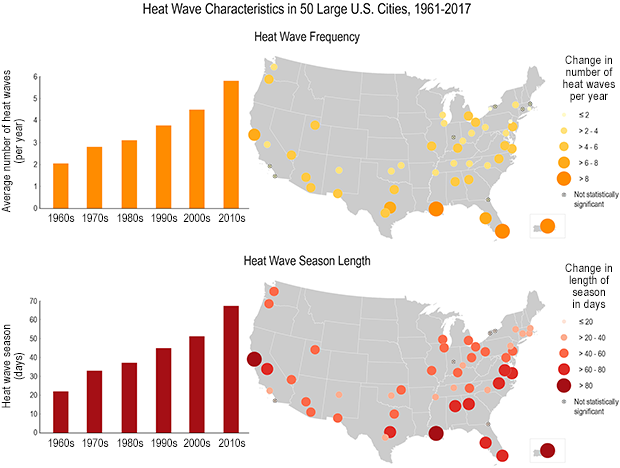 Heat Wave Characteristics in 50 Large U.S. Cities, 1961-2017
Heat Wave Frequency
Average number of heat waves
(per year)
6
5
4
3
2
1
0
1960s 1970s 1980s 1990s 2000s 2010s
Change in
number of
heat waves
per year
≤ 2
> 2 - 4
> 4 - 6
> 6 - 8
> 8
Not statistically
significant
Heat Wave Season Length
Heat wave season
(days)
70
60
50
40
30
20
10
0
1960s 1970s 1980s 1990s 2000s 2010s
Change in
length of
season
in days
≤ 20
> 20 - 40
> 40 - 60
> 60 - 80
> 80
Not statistically
significant